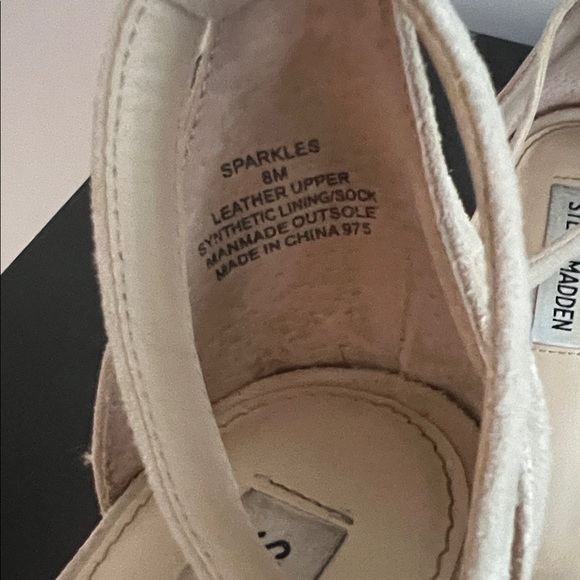 SPARKLES
8M
LEATHER UPPER
SYNTHETIC LINING/SOCK
MANMADE OUTSOLE
MADE IN CHINA 975
MADDEN